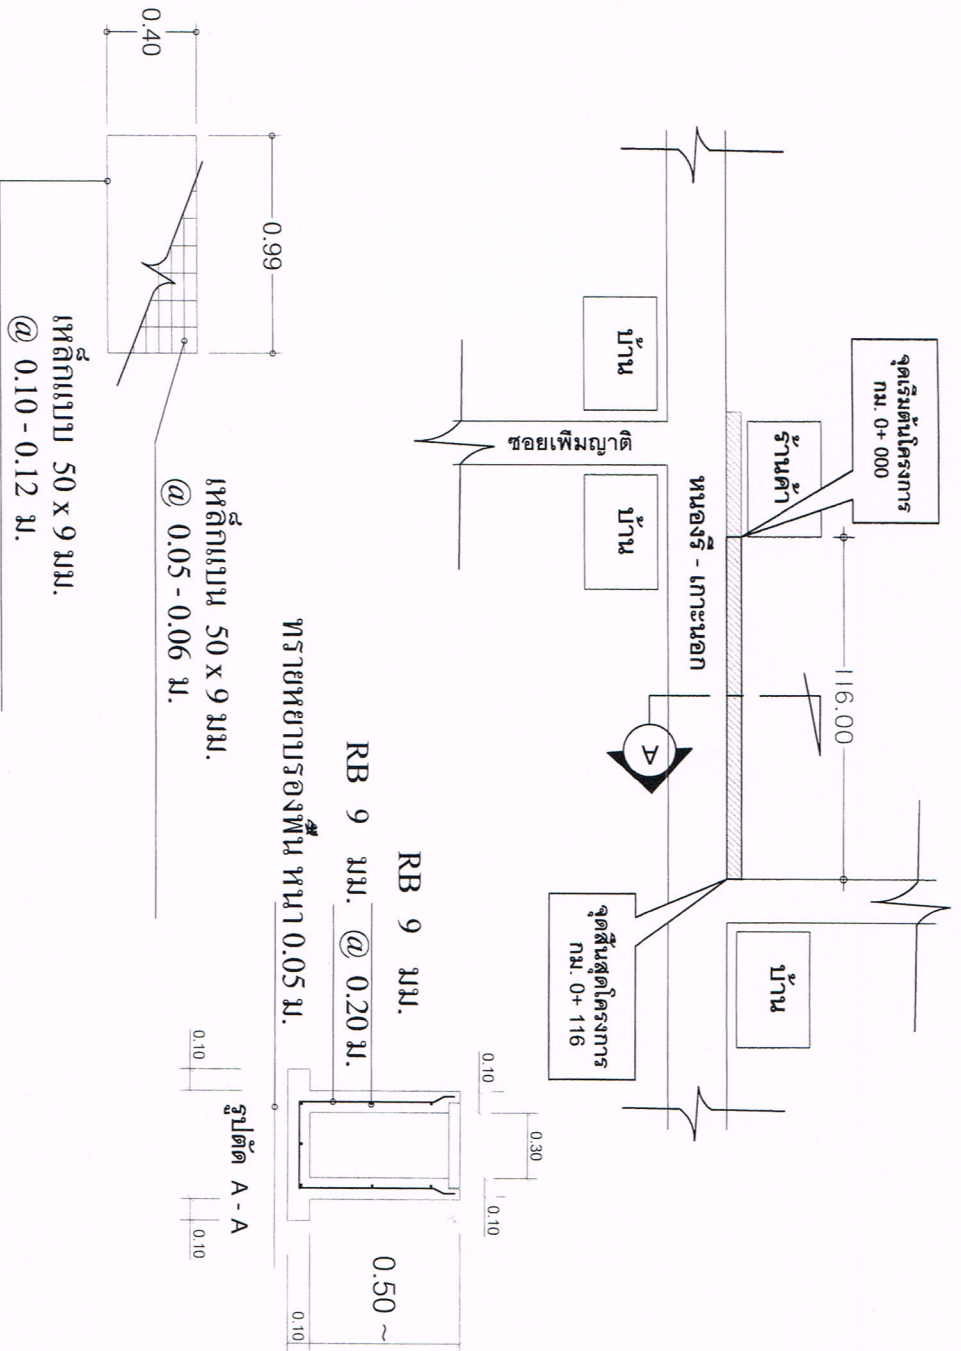 จุดเริ่มต้นโครงการ
กม. 0+ 000
ร้านค้า
116.00
บ้าน
หนองรี - เกาะนอก
A
จุดสิ้นสุดโครงการ
กม. 0+ 116
บ้าน
ซอยเพิ่มญาติ
บ้าน
0.99
0.40
เหล็กแบน 50 x 9 มม.
@ 0.05 - 0.06 ม.
เหล็กแบน 50 x 9 มม.
@ 0.10 - 0.12 ม.
RB 9 มม.
RB 9 มม. @ 0.20 ม.
ทรายหยาบรองพื้น หนา 0.05 ม.
0.30
0.10
0.10
0.50 ~
0.10
0.10
0.10
รูปตัด A - A